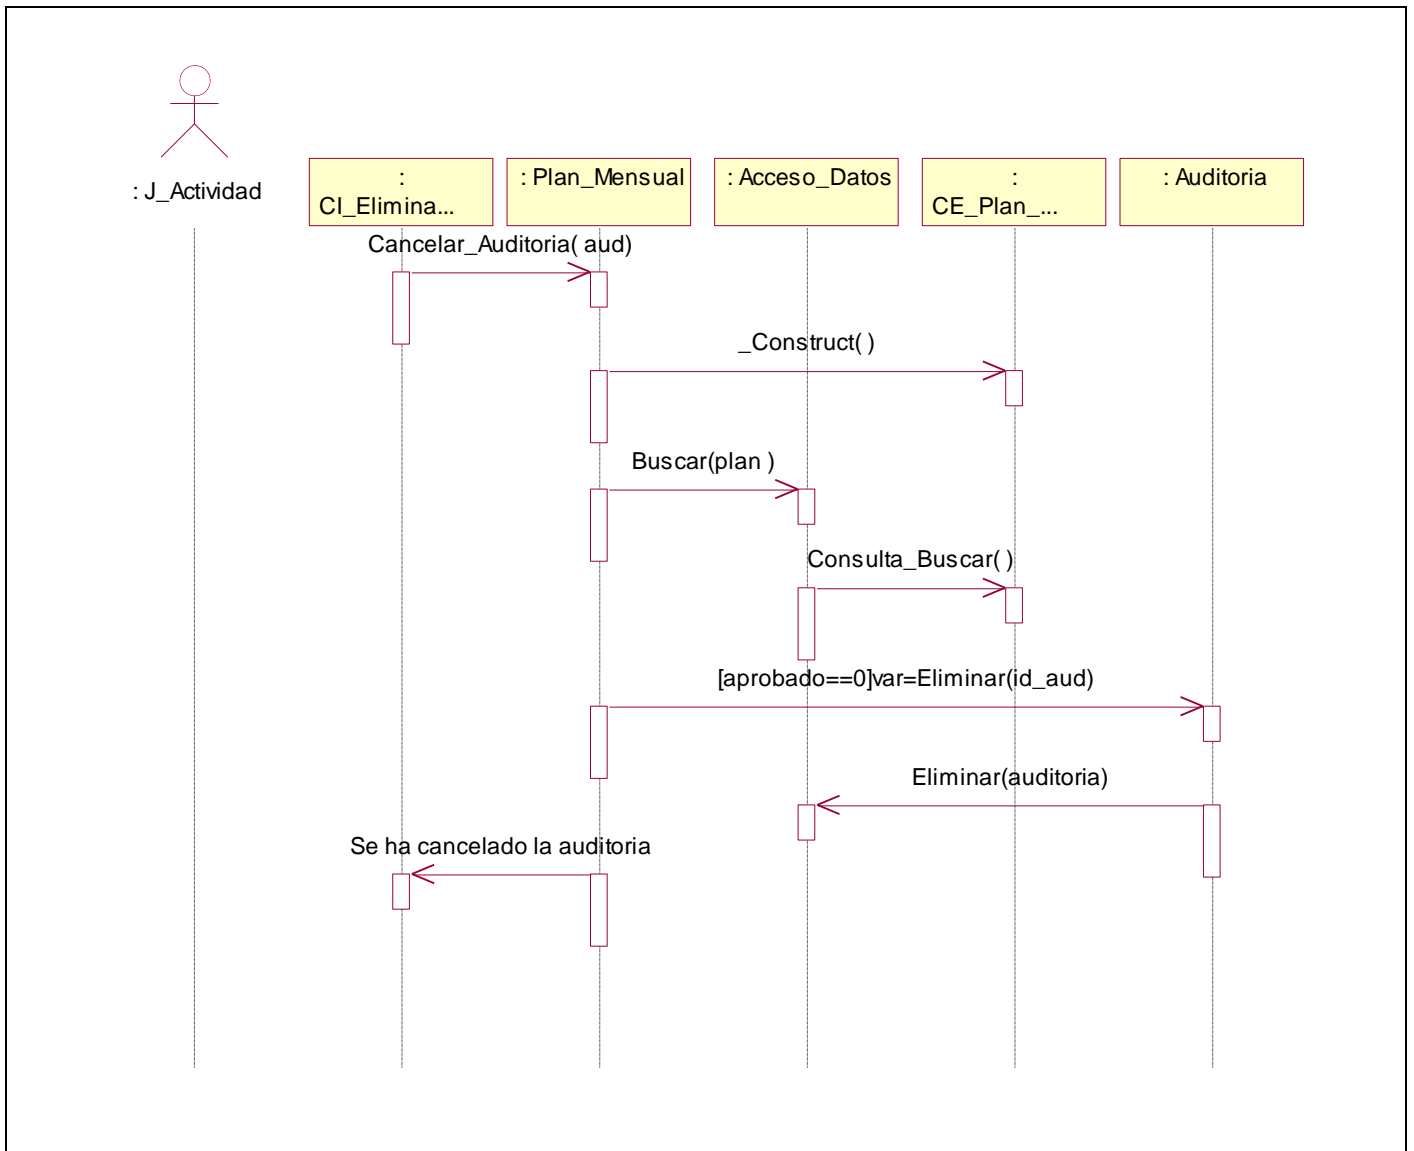 : J_Actividad
:
CI_Elimina...
: Plan_Mensual
: Acceso_Datos
:
CE_Plan_...
: Auditoria
Cancelar_Auditoria( aud)
_Construct( )
Buscar(plan )
Consulta_Buscar( )
[aprobado==0]var=Eliminar(id_aud)
Eliminar(auditoria)
Se ha cancelado la auditoria